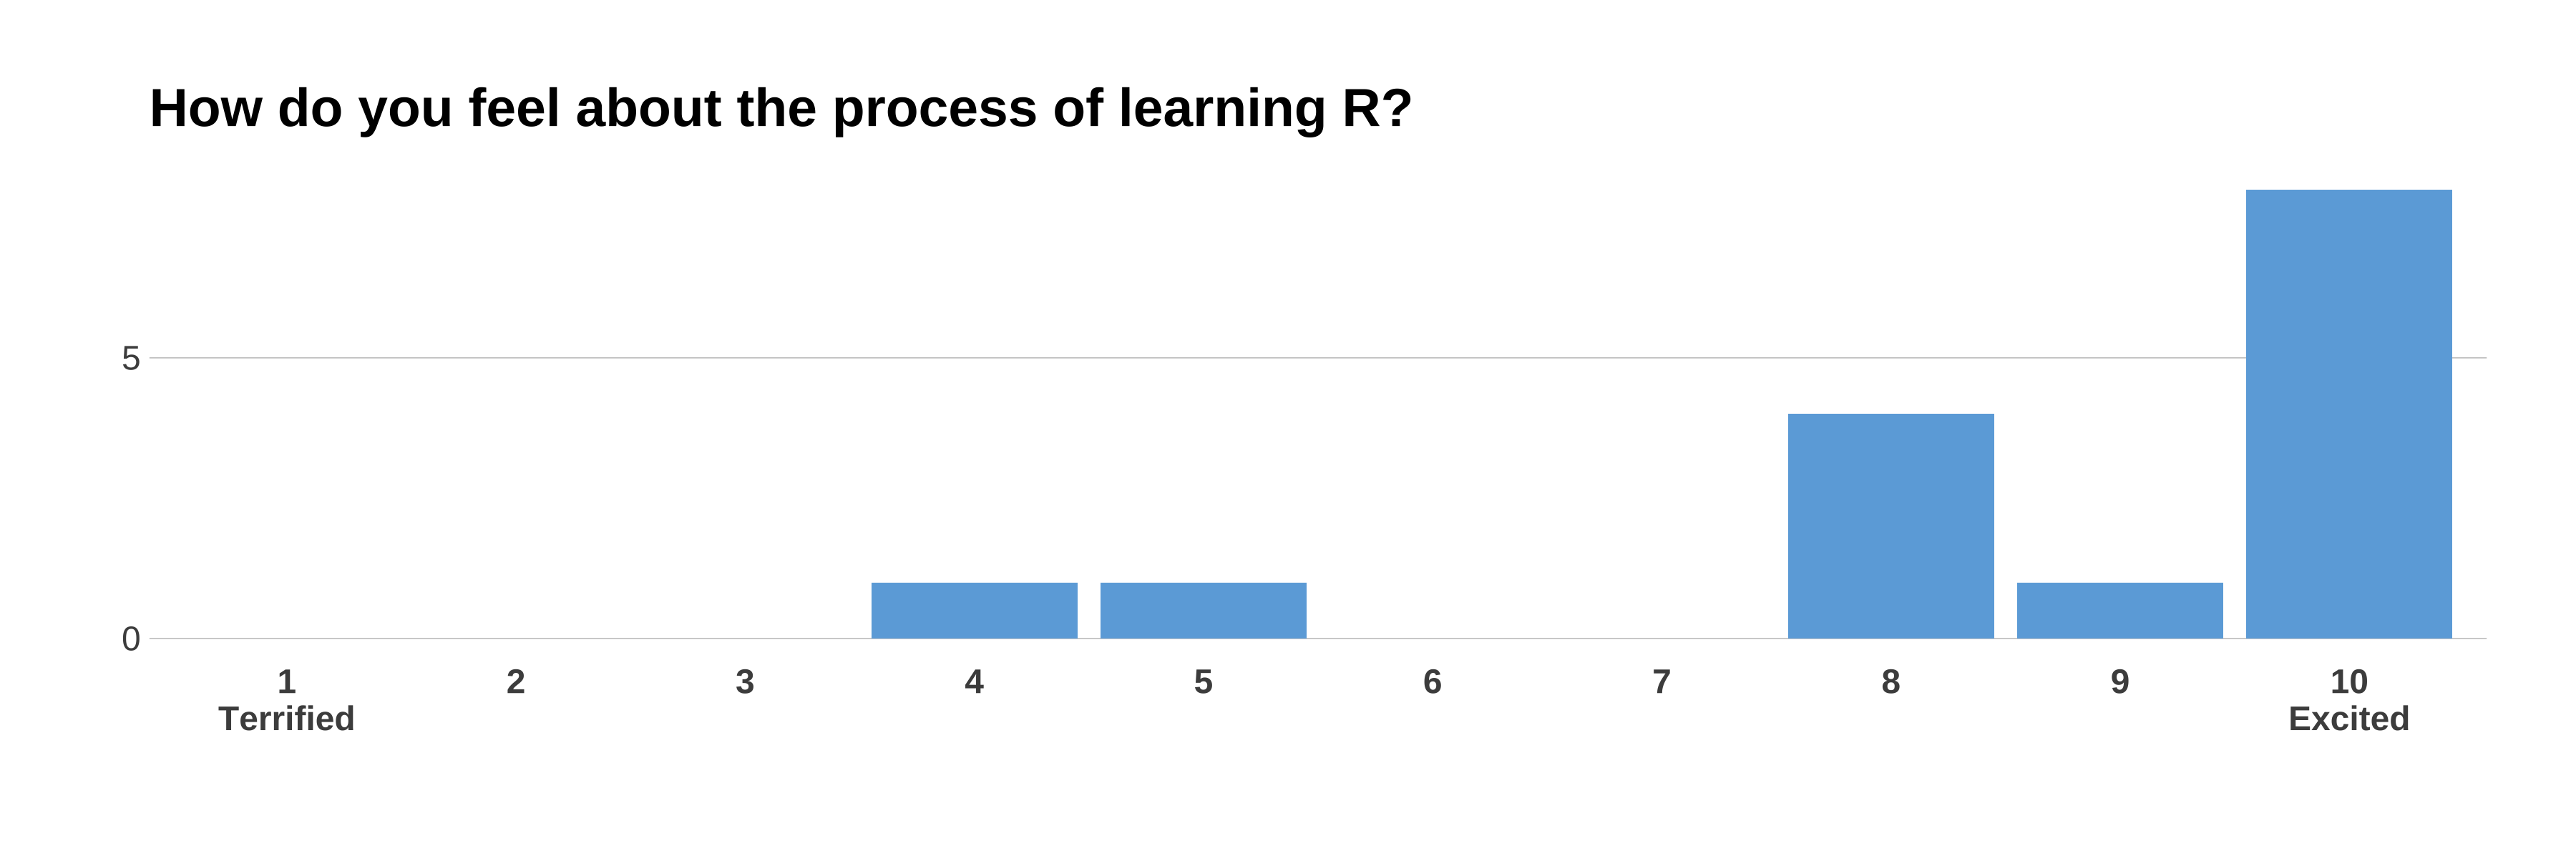 How do you feel about the process of learning R?
5
0
1 2 3 4 5 6 7 8 9 10
Terrified Excited